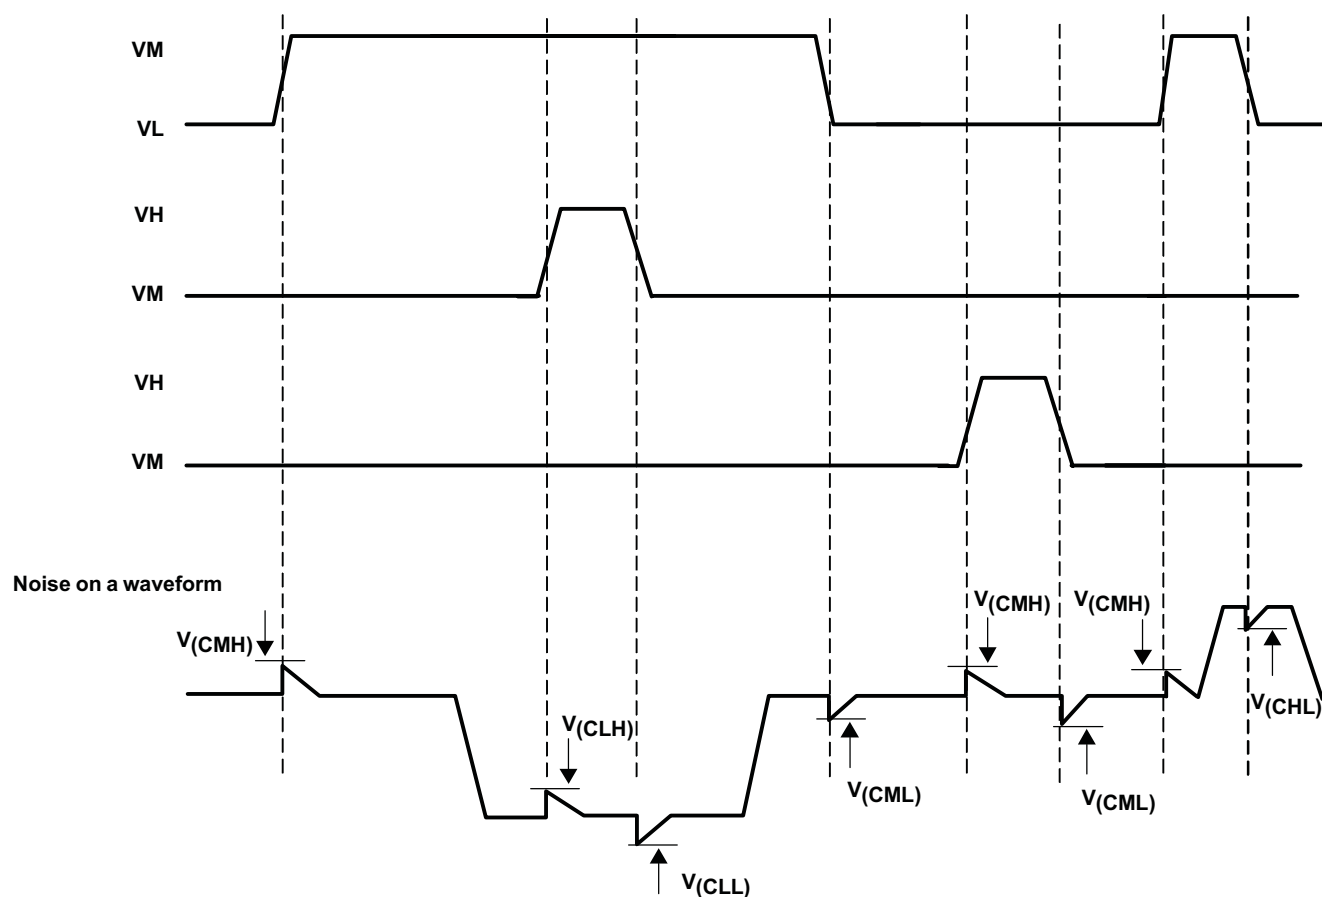 VM
VL
VH
VM
VH
VM
Noise on a waveform
V(CMH)
V(CMH)
V(CMH)
V(CHL)
V(CLH)
V(CML)
V(CML)
V(CLL)